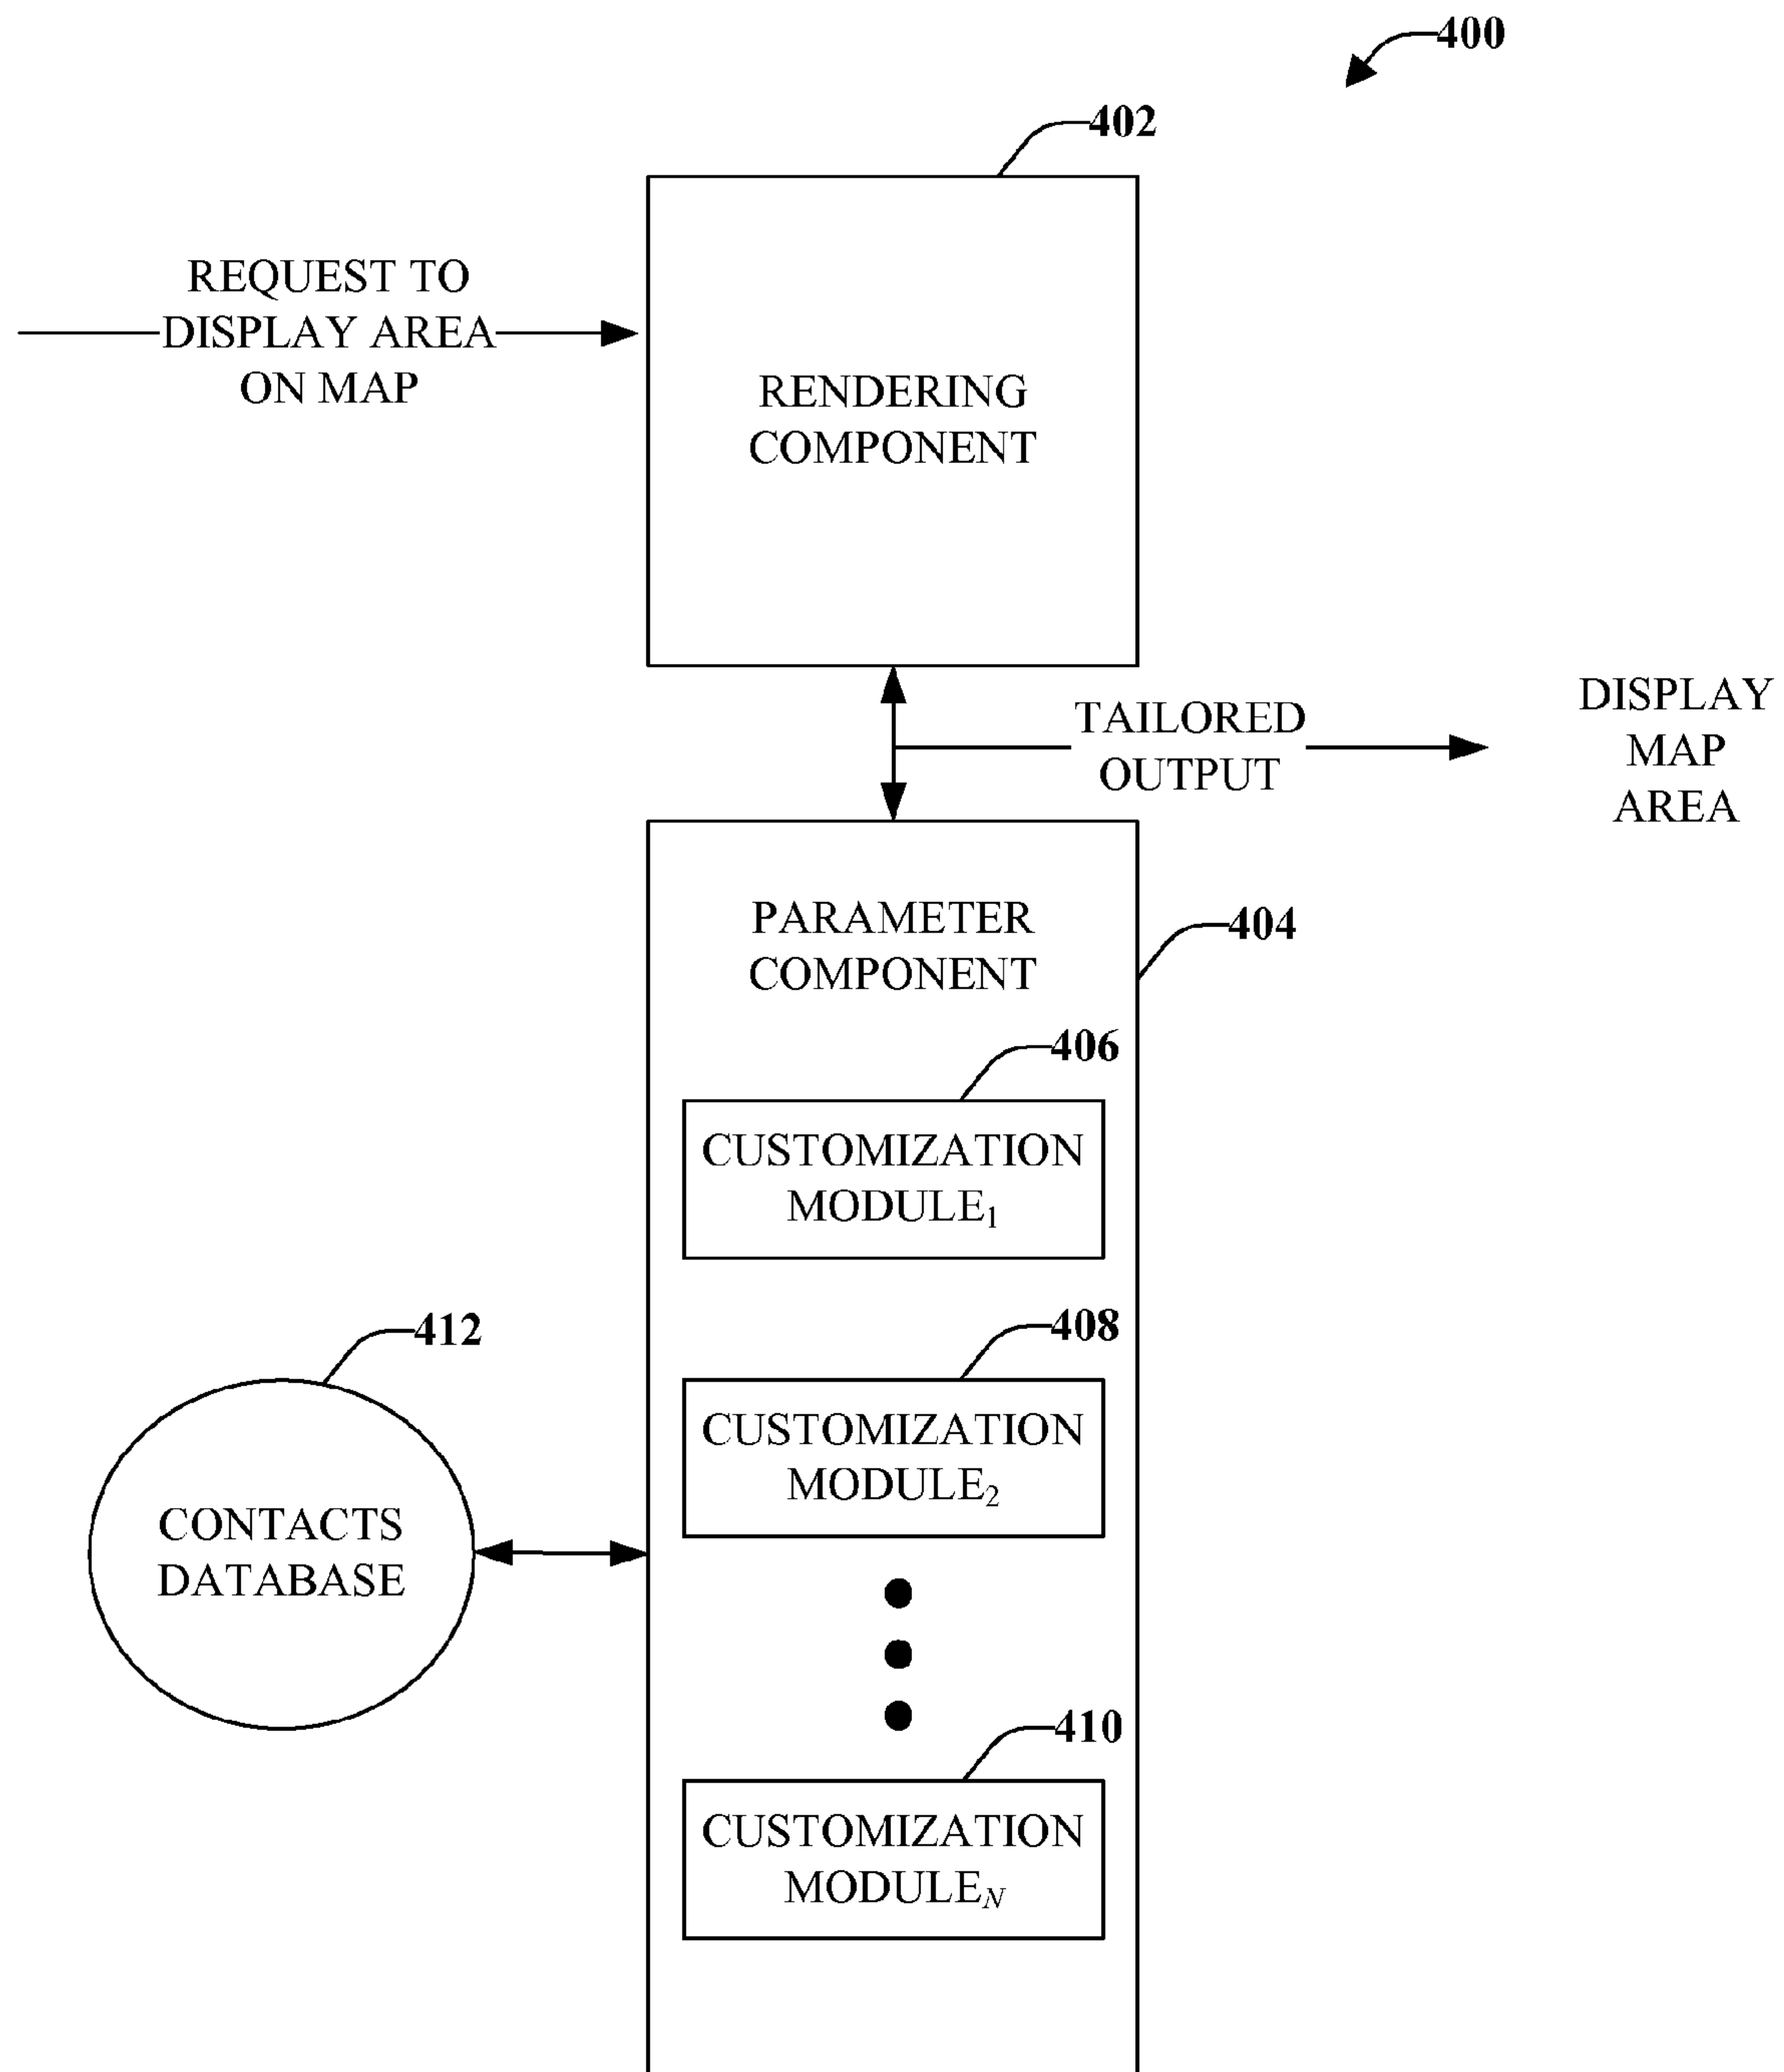 400
402
REQUEST TO
DISPLAY AREA
ON MAP
RENDERING
COMPONENT
TAILORED
OUTPUT
DISPLAY
MAP
AREA
PARAMETER
COMPONENT
404
406
CUSTOMIZATION
MODULE₁
408
CUSTOMIZATION
MODULE₂
412
CONTACTS
DATABASE
410
CUSTOMIZATION
MODULE_N